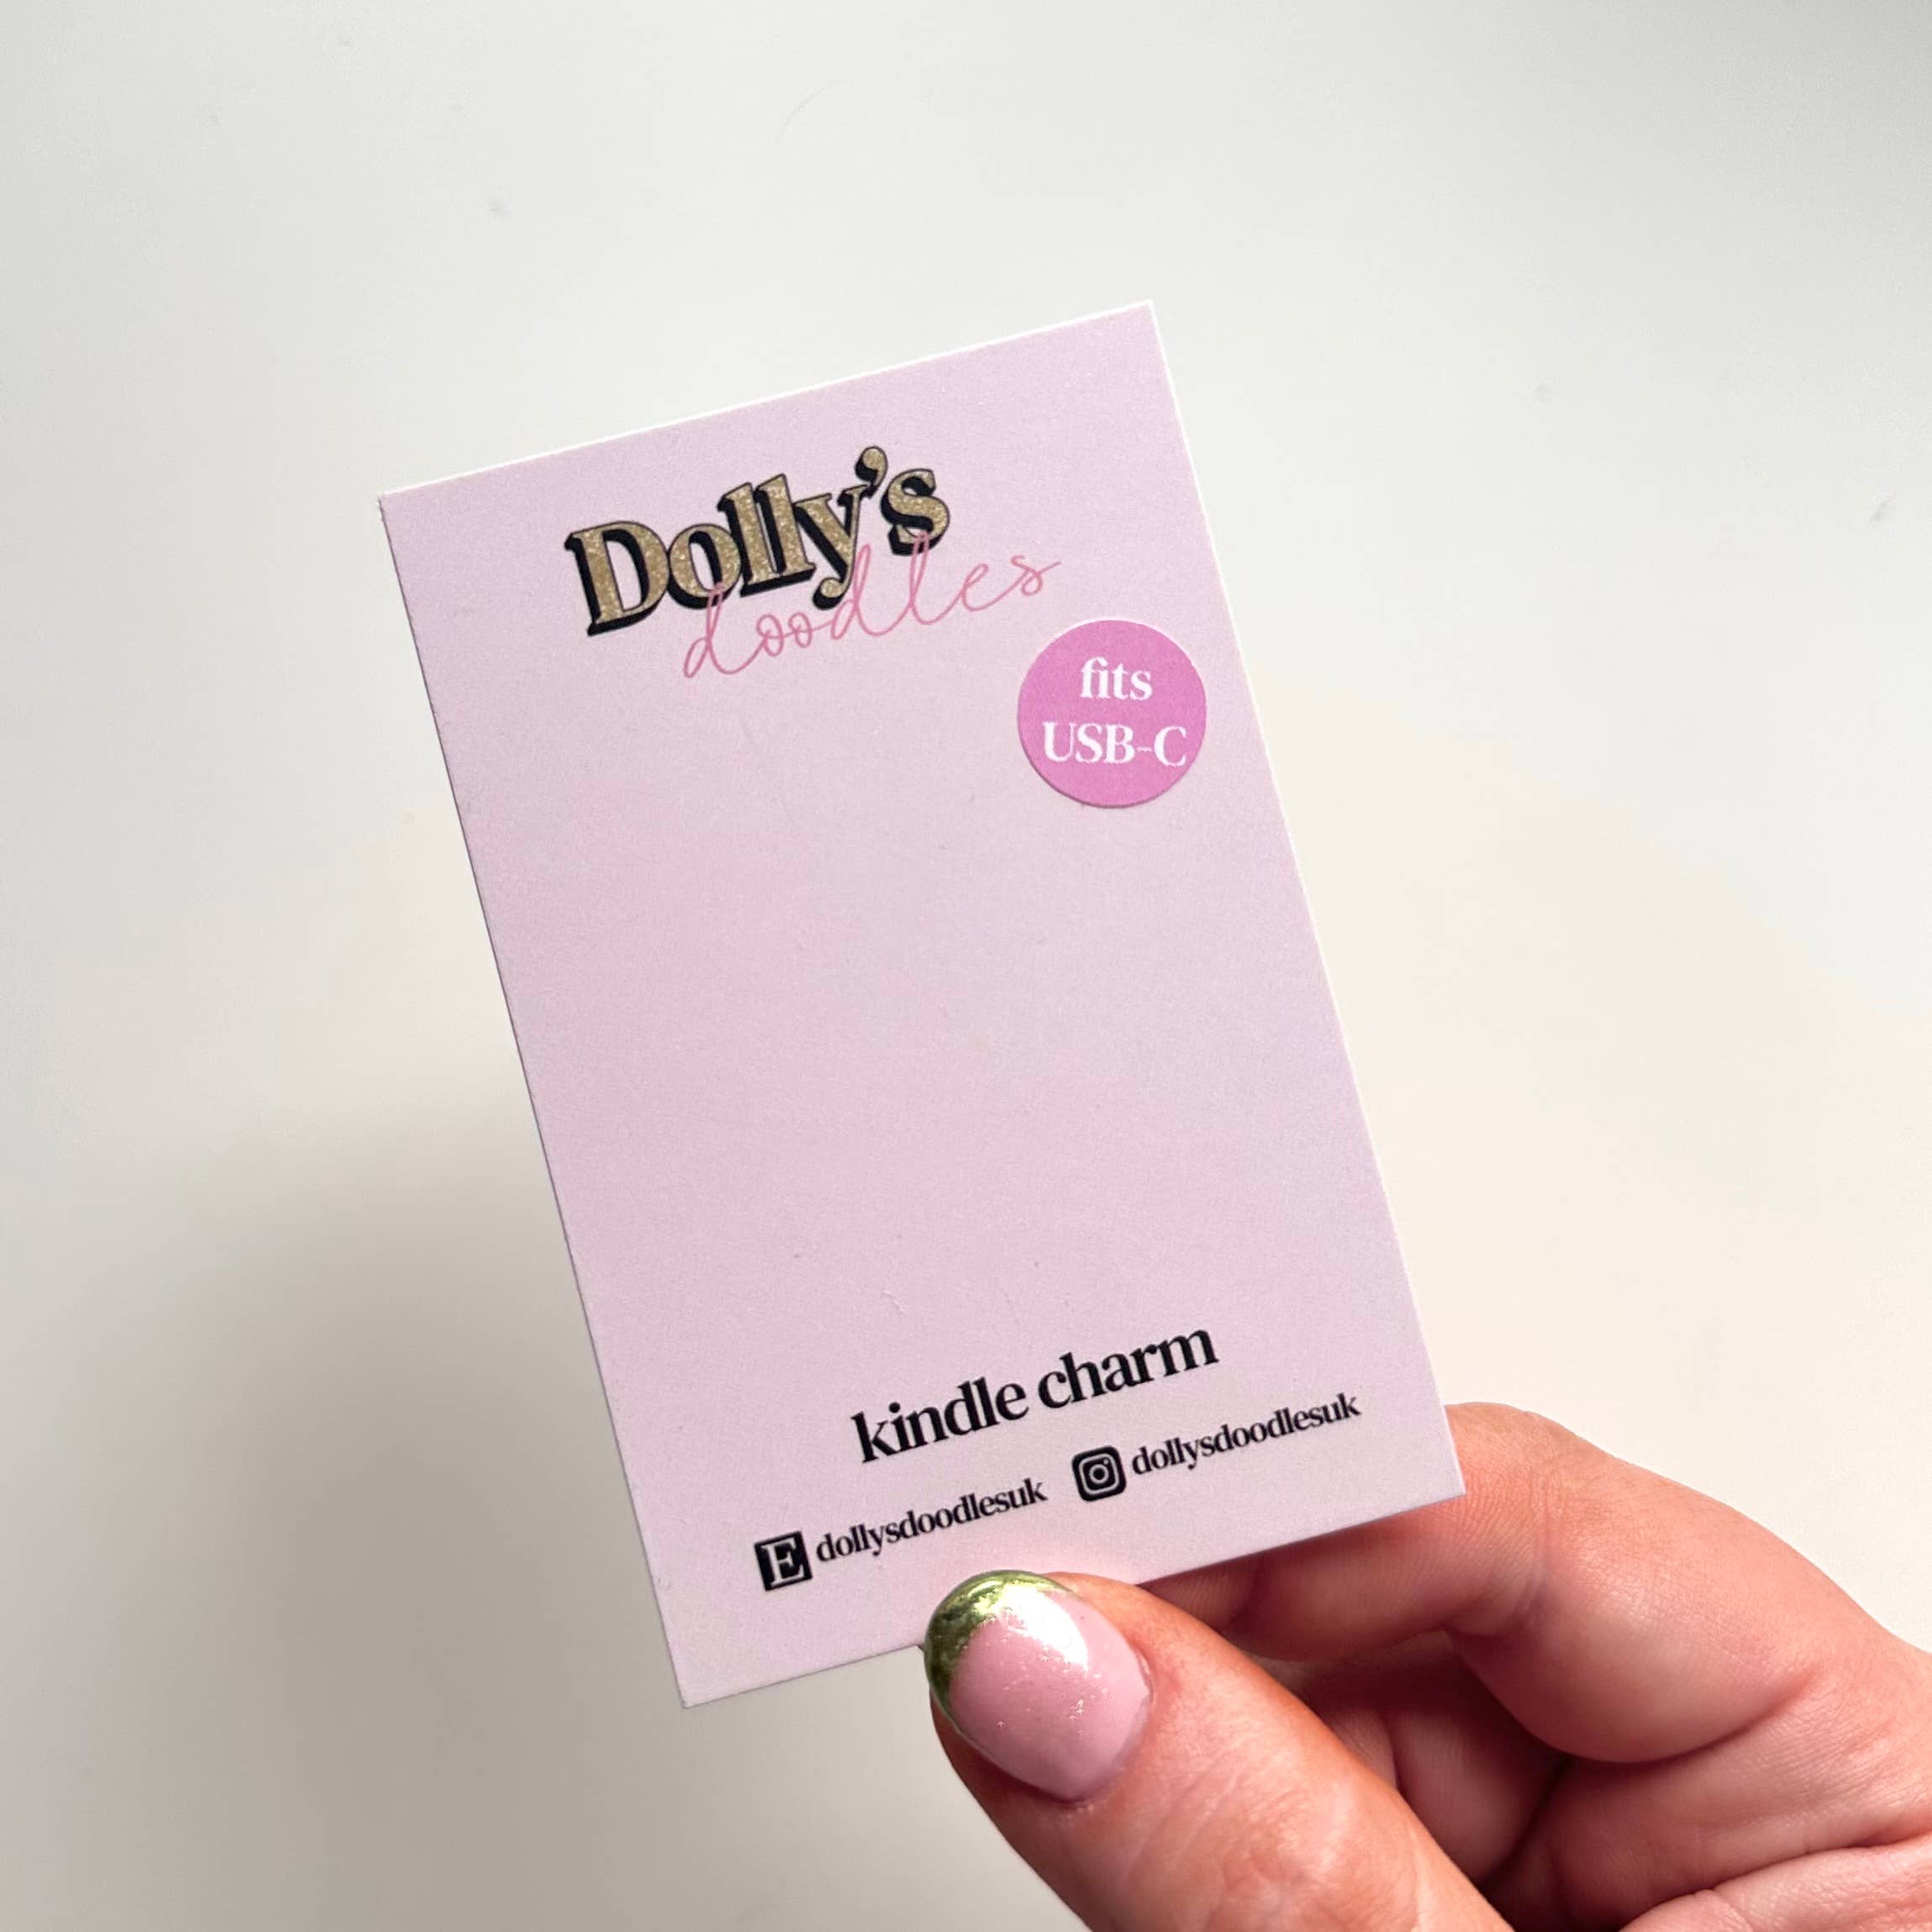 Dolly's
doodles
fits
USB-C
kindle charm
E dollysdoodlesuk
dollysdoodlesuk